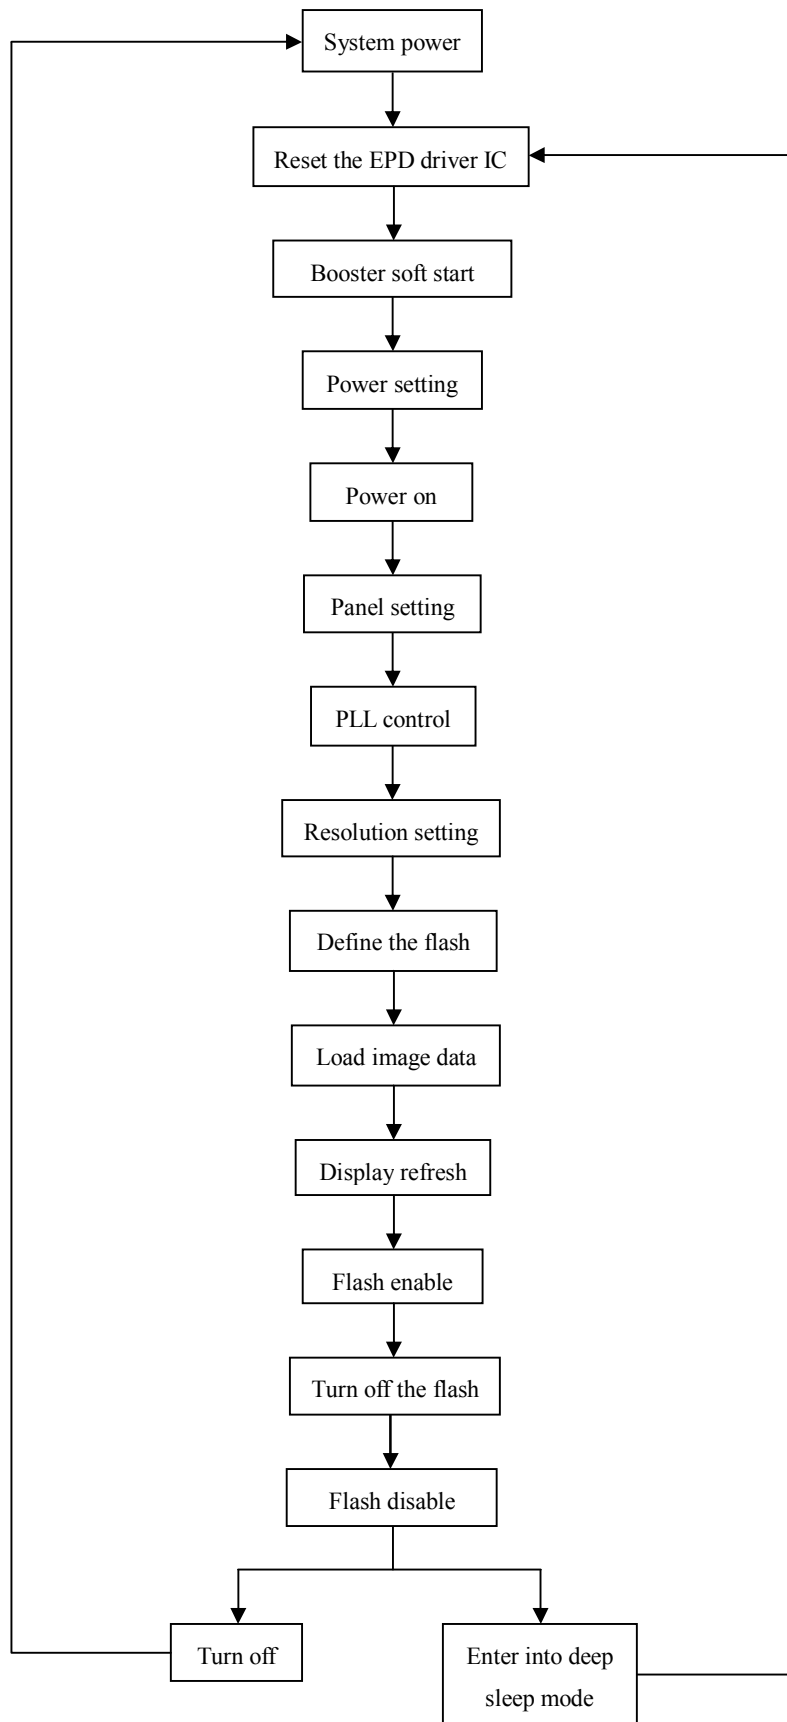 System power
Reset the EPD driver IC
Booster soft start
Power setting
Power on
Panel setting
PLL control
Resolution setting
Define the flash
Load image data
Display refresh
Flash enable
Turn off the flash
Flash disable
Turn off
Enter into deep
sleep mode